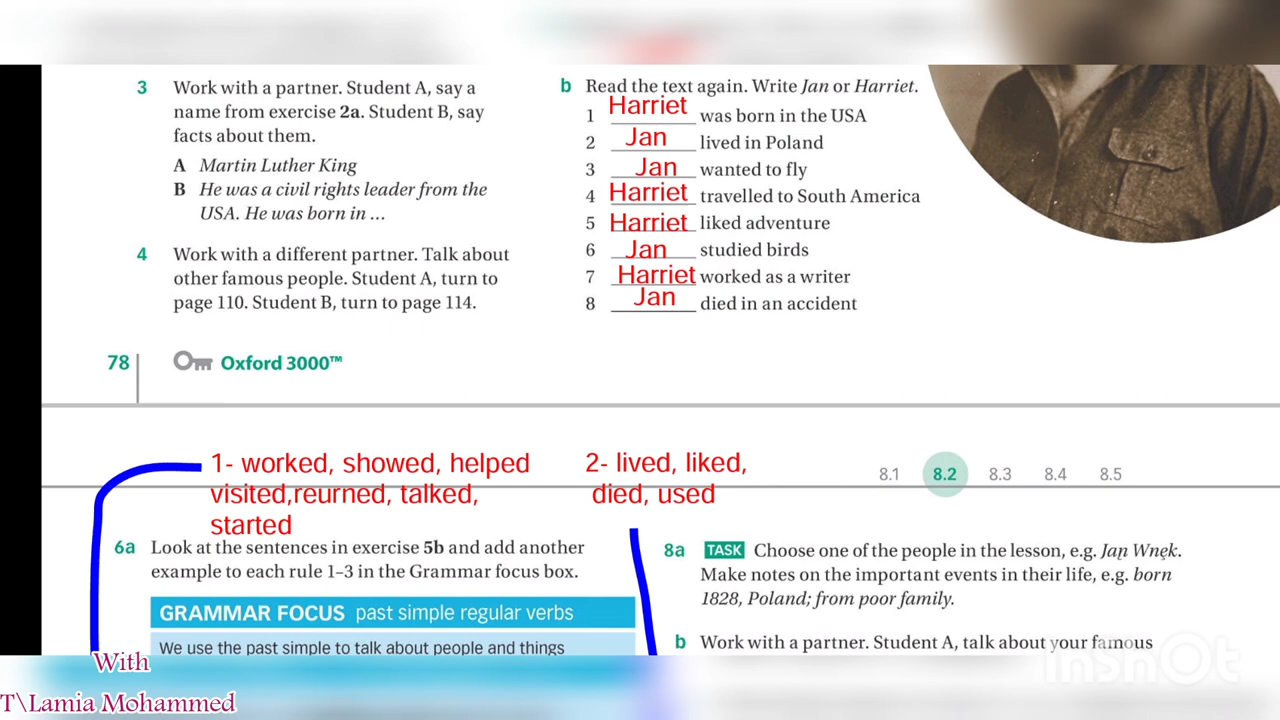 3 Work with a partner. Student A, say a
name from exercise 2a. Student B, say
facts about them.
A Martin Luther King
B He was a civil rights leader from the
USA. He was born in ...
4 Work with a different partner. Talk about
other famous people. Student A, turn to
page 110. Student B, turn to page 114.
b Read the text again. Write Jan or Harriet.
1 Harriet was born in the USA
2 Jan lived in Poland
3 Jan wanted to fly
4 Harriet travelled to South America
5 Harriet liked adventure
6 Jan studied birds
7 Harriet worked as a writer
8 Jan died in an accident
78 Oxford 3000™
1- worked, showed, helped
visited,reurned, talked,
started
2- lived, liked,
died, used
8.1 8.2 8.3 8.4 8.5
6a Look at the sentences in exercise 5b and add another
example to each rule 1–3 in the Grammar focus box.
GRAMMAR FOCUS past simple regular verbs
We use the past simple to talk about people and things
8a TASK Choose one of the people in the lesson, e.g. Jan Wnęk.
Make notes on the important events in their life, e.g. born
1828, Poland; from poor family.
b Work with a partner. Student A, talk about your famous
With
T\Lamia Mohammed
InShOt